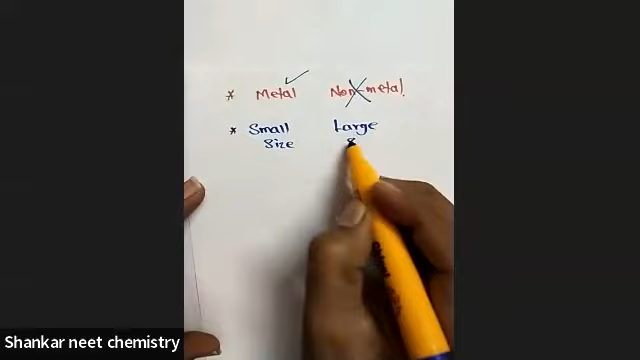 * Metal Non-metal.
* Small Large
Size S
Shankar neet chemistry